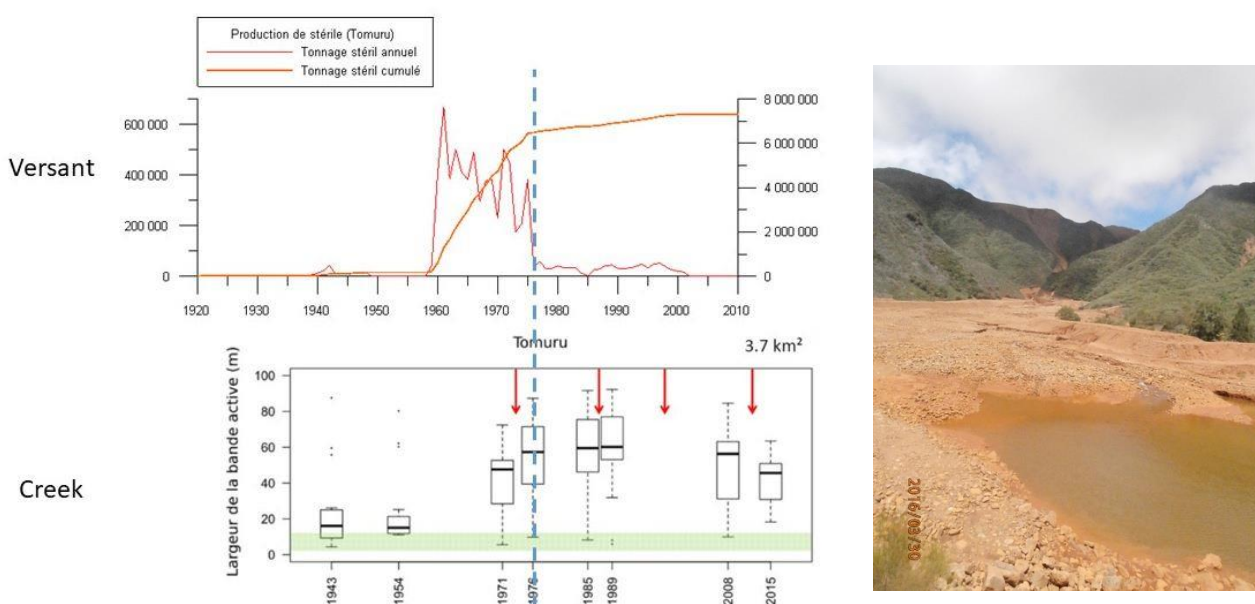 Production de stérile (Tomuru)
Tonnage stéril annuel
Tonnage stéril cumulé
Versant
600 000
400 000
200 000
0
8 000 000
6 000 000
4 000 000
2 000 000
0
1920 1930 1940 1950 1960 1970 1980 1990 2000 2010
Tomuru
3.7 km²
Creek
Largeur de la bande active (m)
100
80
60
40
20
0
1943
1954
1971
1976
1985
1989
2008
2015
2016/03/30